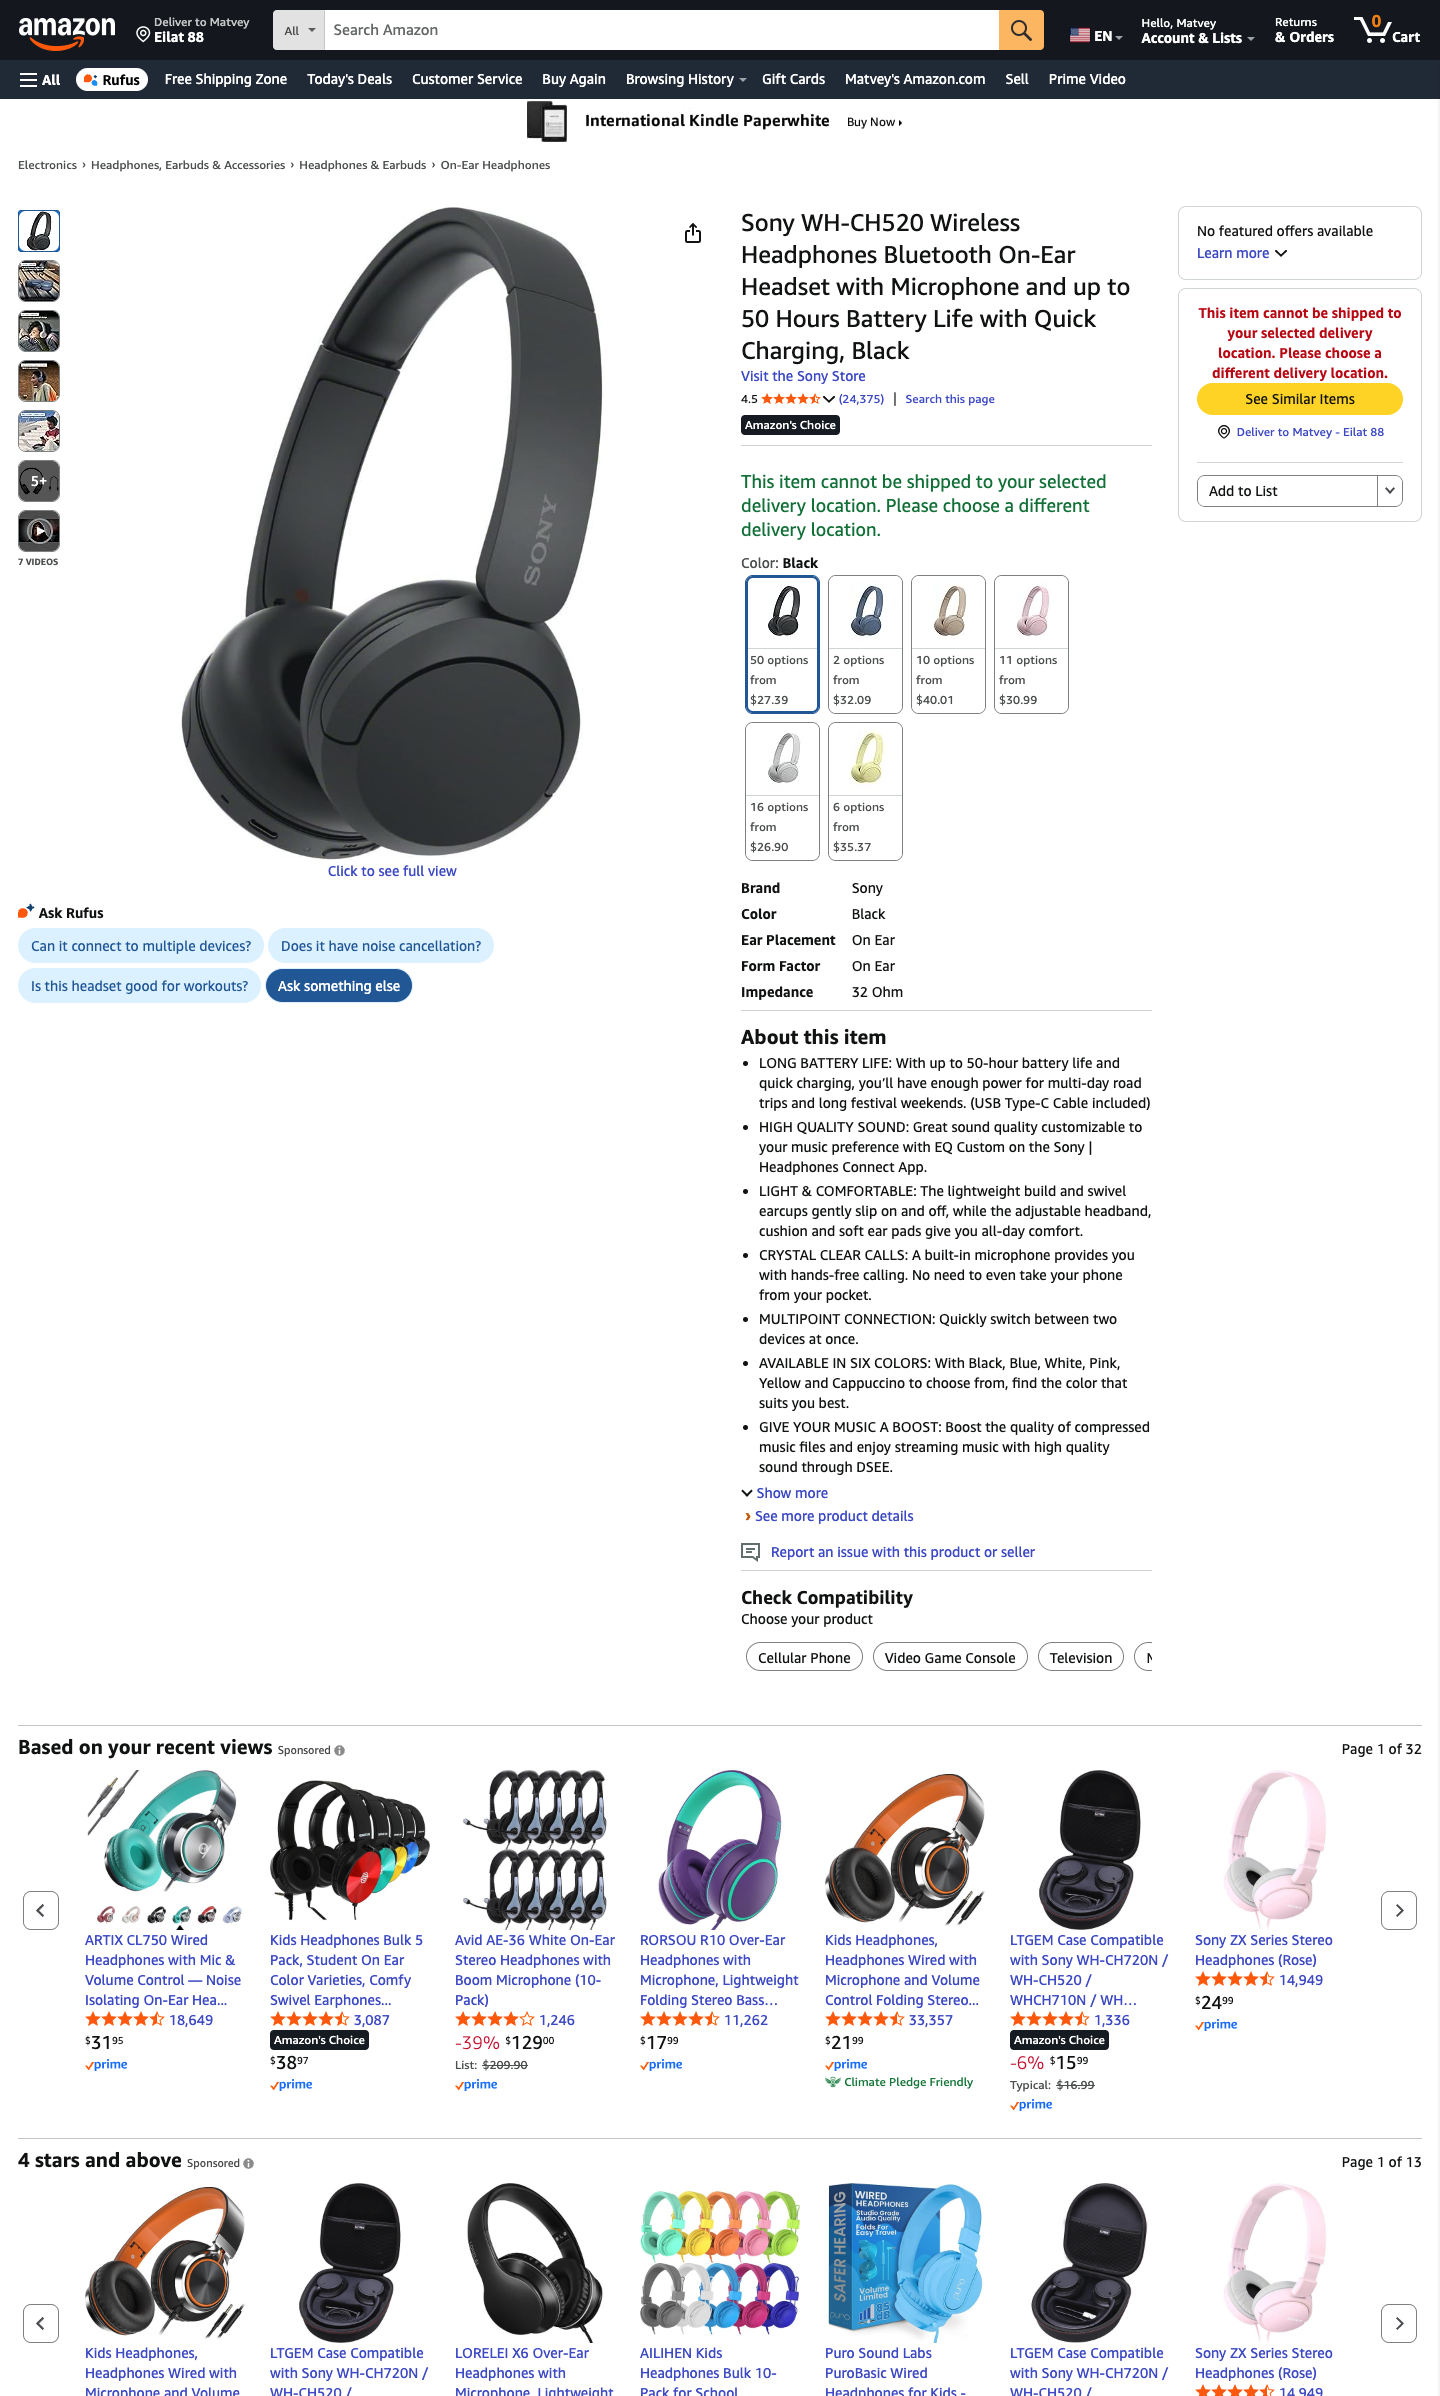 amazon
Deliver to Matvey
Eilat 88
All
Search Amazon
EN
Hello, Matvey
Account & Lists
Returns
& Orders
0
Cart
All
Rufus
Free Shipping Zone
Today's Deals
Customer Service
Buy Again
Browsing History
Gift Cards
Matvey's Amazon.com
Sell
Prime Video
International Kindle Paperwhite
Buy Now
Electronics › Headphones, Earbuds & Accessories › Headphones & Earbuds › On-Ear Headphones
5+
7 VIDEOS
SONY
Click to see full view
Ask Rufus
Can it connect to multiple devices?
Does it have noise cancellation?
Is this headset good for workouts?
Ask something else
Sony WH-CH520 Wireless
Headphones Bluetooth On-Ear
Headset with Microphone and up to
50 Hours Battery Life with Quick
Charging, Black
Visit the Sony Store
4.5
(24,375)
| Search this page
Amazon's Choice
This item cannot be shipped to your selected
delivery location. Please choose a different
delivery location.
Color: Black
50 options
from
$27.39
2 options
from
$32.09
10 options
from
$40.01
11 options
from
$30.99
16 options
from
$26.90
6 options
from
$35.37
Brand Sony
Color Black
Ear Placement On Ear
Form Factor On Ear
Impedance 32 Ohm
About this item
• LONG BATTERY LIFE: With up to 50-hour battery life and
quick charging, you'll have enough power for multi-day road
trips and long festival weekends. (USB Type-C Cable included)
• HIGH QUALITY SOUND: Great sound quality customizable to
your music preference with EQ Custom on the Sony |
Headphones Connect App.
• LIGHT & COMFORTABLE: The lightweight build and swivel
earcups gently slip on and off, while the adjustable headband,
cushion and soft ear pads give you all-day comfort.
• CRYSTAL CLEAR CALLS: A built-in microphone provides you
with hands-free calling. No need to even take your phone
from your pocket.
• MULTIPOINT CONNECTION: Quickly switch between two
devices at once.
• AVAILABLE IN SIX COLORS: With Black, Blue, White, Pink,
Yellow and Cappuccino to choose from, find the color that
suits you best.
• GIVE YOUR MUSIC A BOOST: Boost the quality of compressed
music files and enjoy streaming music with high quality
sound through DSEE.
Show more
› See more product details
Report an issue with this product or seller
Check Compatibility
Choose your product
Cellular Phone
Video Game Console
Television
No featured offers available
Learn more
This item cannot be shipped to
your selected delivery
location. Please choose a
different delivery location.
See Similar Items
Deliver to Matvey - Eilat 88
Add to List
Based on your recent views
Sponsored
Page 1 of 32
ARTIX CL750 Wired
Headphones with Mic &
Volume Control — Noise
Isolating On-Ear Hea...
18,649
$31.95
prime
Kids Headphones Bulk 5
Pack, Student On Ear
Color Varieties, Comfy
Swivel Earphones...
3,087
Amazon's Choice
$38.97
prime
Avid AE-36 White On-Ear
Stereo Headphones with
Boom Microphone (10-
Pack)
1,246
-39% $129.00
List: $209.90
prime
RORSOU R10 Over-Ear
Headphones with
Microphone, Lightweight
Folding Stereo Bass...
11,262
$17.99
prime
Kids Headphones,
Headphones Wired with
Microphone and Volume
Control Folding Stereo...
33,357
$21.99
prime
Climate Pledge Friendly
LTGEM Case Compatible
with Sony WH-CH720N /
WH-CH520 /
WHCH710N / WH...
1,336
Amazon's Choice
-6% $15.99
Typical: $16.99
prime
Sony ZX Series Stereo
Headphones (Rose)
14,949
$24.99
prime
4 stars and above
Sponsored
Page 1 of 13
Kids Headphones,
Headphones Wired with
Microphone and Volume
LTGEM Case Compatible
with Sony WH-CH720N /
WH-CH520 /
LORELEI X6 Over-Ear
Headphones with
Microphone, Lightweight
AILIHEN Kids
Headphones Bulk 10-
Pack for School
SAFER HEARING
WIRED
HEADPHONES
Studio Grade
Audio Quality
Folds For
Easy Travel
Volume
Limited
85
puro
Puro Sound Labs
PuroBasic Wired
Headphones for Kids -
LTGEM Case Compatible
with Sony WH-CH720N /
WH-CH520 /
Sony ZX Series Stereo
Headphones (Rose)
14,949